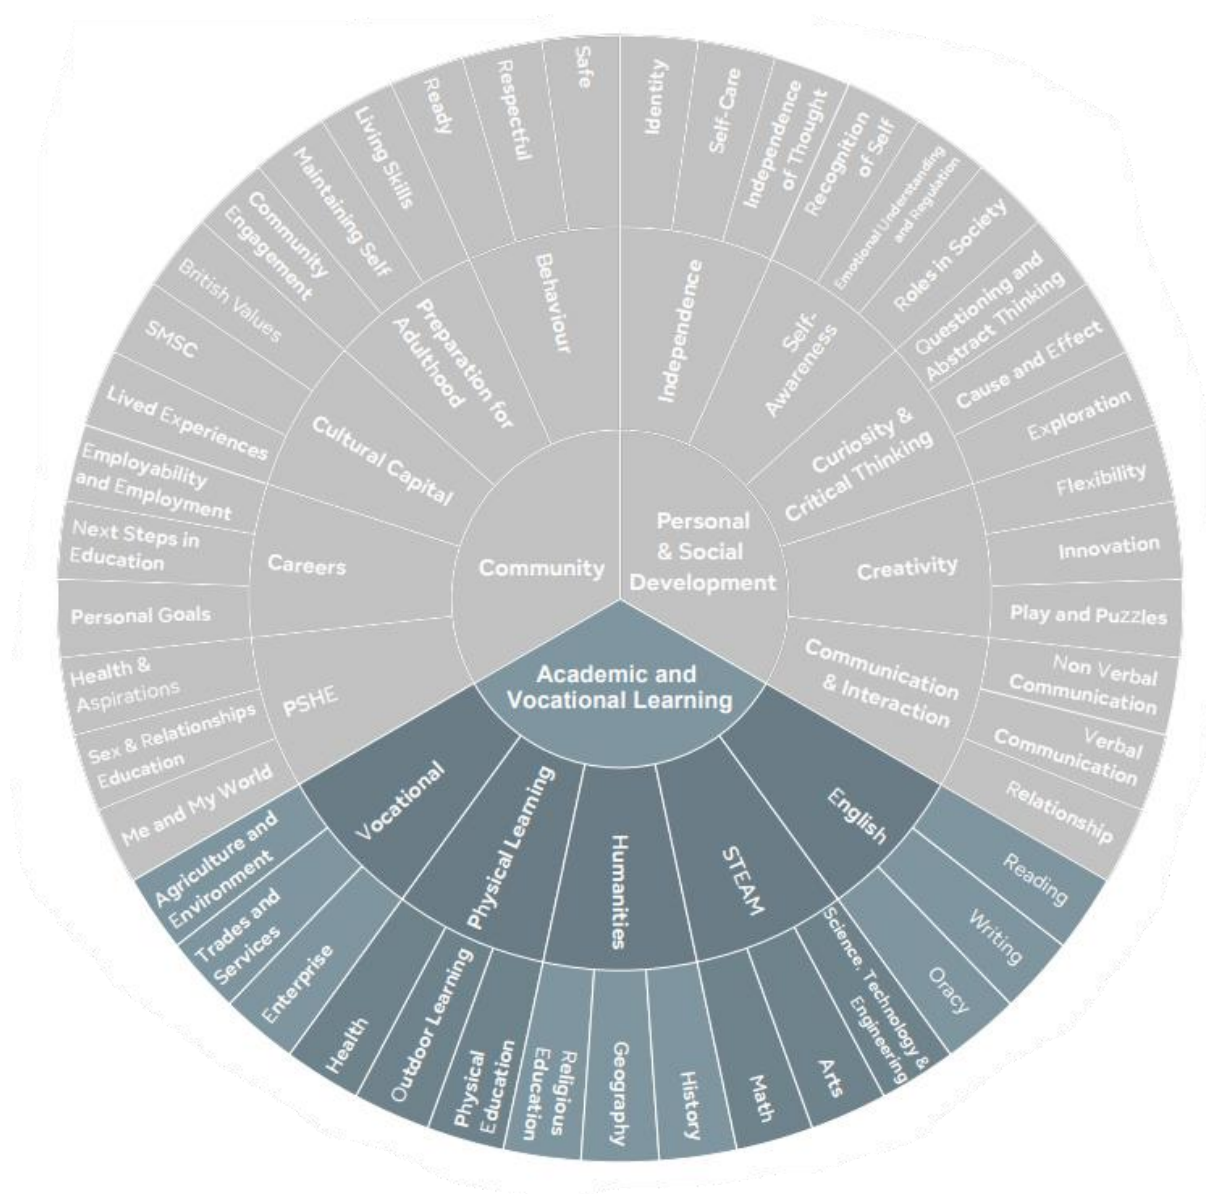 Community
Personal
& Social
Development
Academic and
Vocational Learning
Independence
Self-
Awareness
Curiosity &
Critical Thinking
Creativity
Communication
& Interaction
English
STEAM
Humanities
Physical Learning
Vocational
PSHE
Careers
Cultural Capital
Preparation for
Adulthood
Behaviour
Identity
Self-Care
Independence
of Thought
Recognition
of Self
Emotional Understanding
and Regulation
Roles in Society
Questioning and
Abstract Thinking
Cause and Effect
Exploration
Flexibility
Innovation
Play and Puzzles
Non Verbal
Communication
Verbal
Communication
Relationship
Reading
Writing
Oracy
Science, Technology &
Engineering
Arts
Math
History
Geography
Religious
Education
Physical
Education
Outdoor Learning
Health
Enterprise
Trades and
Services
Agriculture and
Environment
Me and My World
Sex & Relationships
Education
Health &
Aspirations
Personal Goals
Next Steps in
Education
Employability
and Employment
Lived Experiences
SMSC
British Values
Community
Engagement
Maintaining Self
Living Skills
Ready
Respectful
Safe